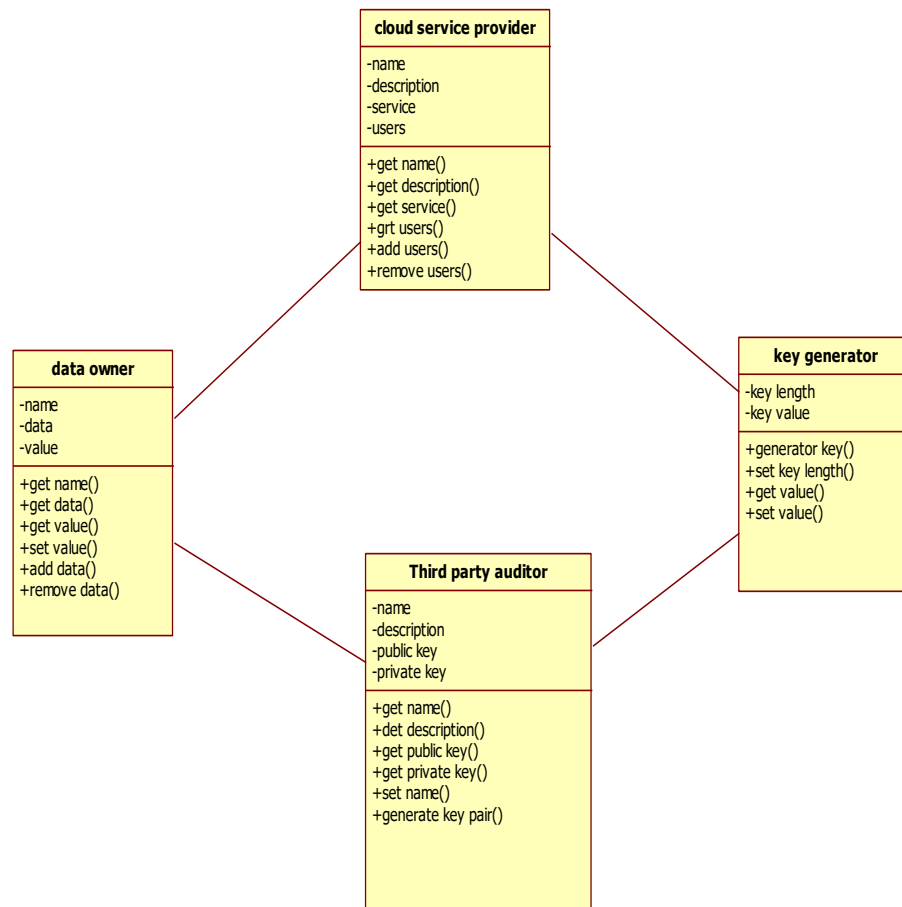 cloud service provider
-name
-description
-service
-users
+get name()
+get description()
+get service()
+grt users()
+add users()
+remove users()
data owner
-name
-data
-value
+get name()
+get data()
+get value()
+set value()
+add data()
+remove data()
key generator
-key length
-key value
+generator key()
+set key length()
+get value()
+set value()
Third party auditor
-name
-description
-public key
-private key
+get name()
+det description()
+get public key()
+get private key()
+set name()
+generate key pair()